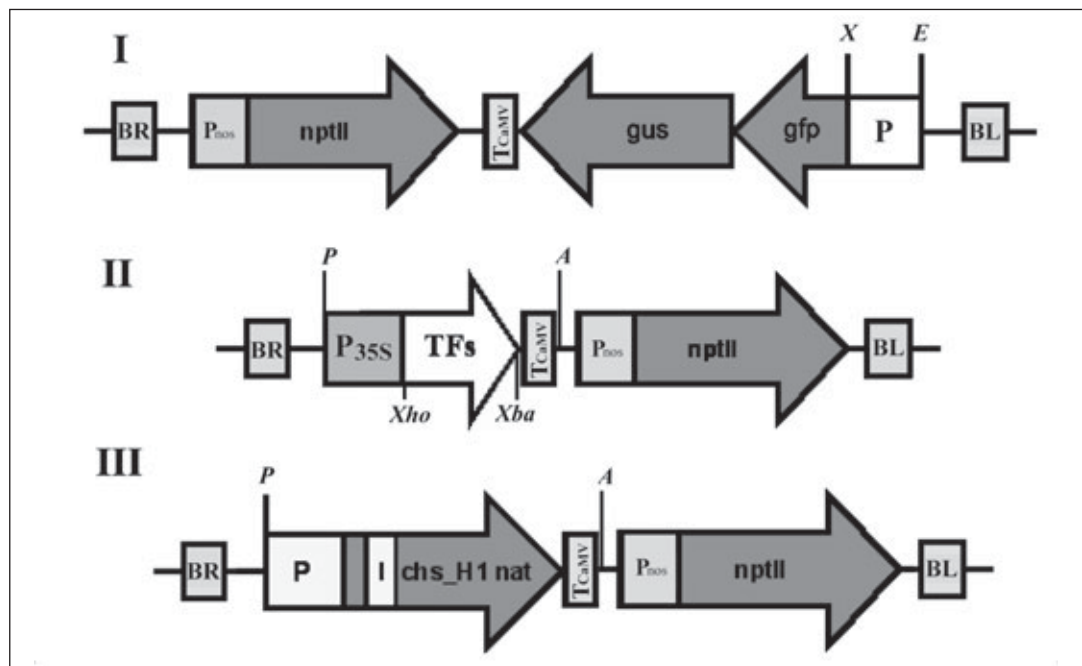 I
X E
BR Pnos nptII TCaMV gus gfp P BL
II
P A
BR P35S TFs TCaMV Pnos nptII BL
Xho Xba
III
P A
BR P I chs_H1 nat TCaMV Pnos nptII BL